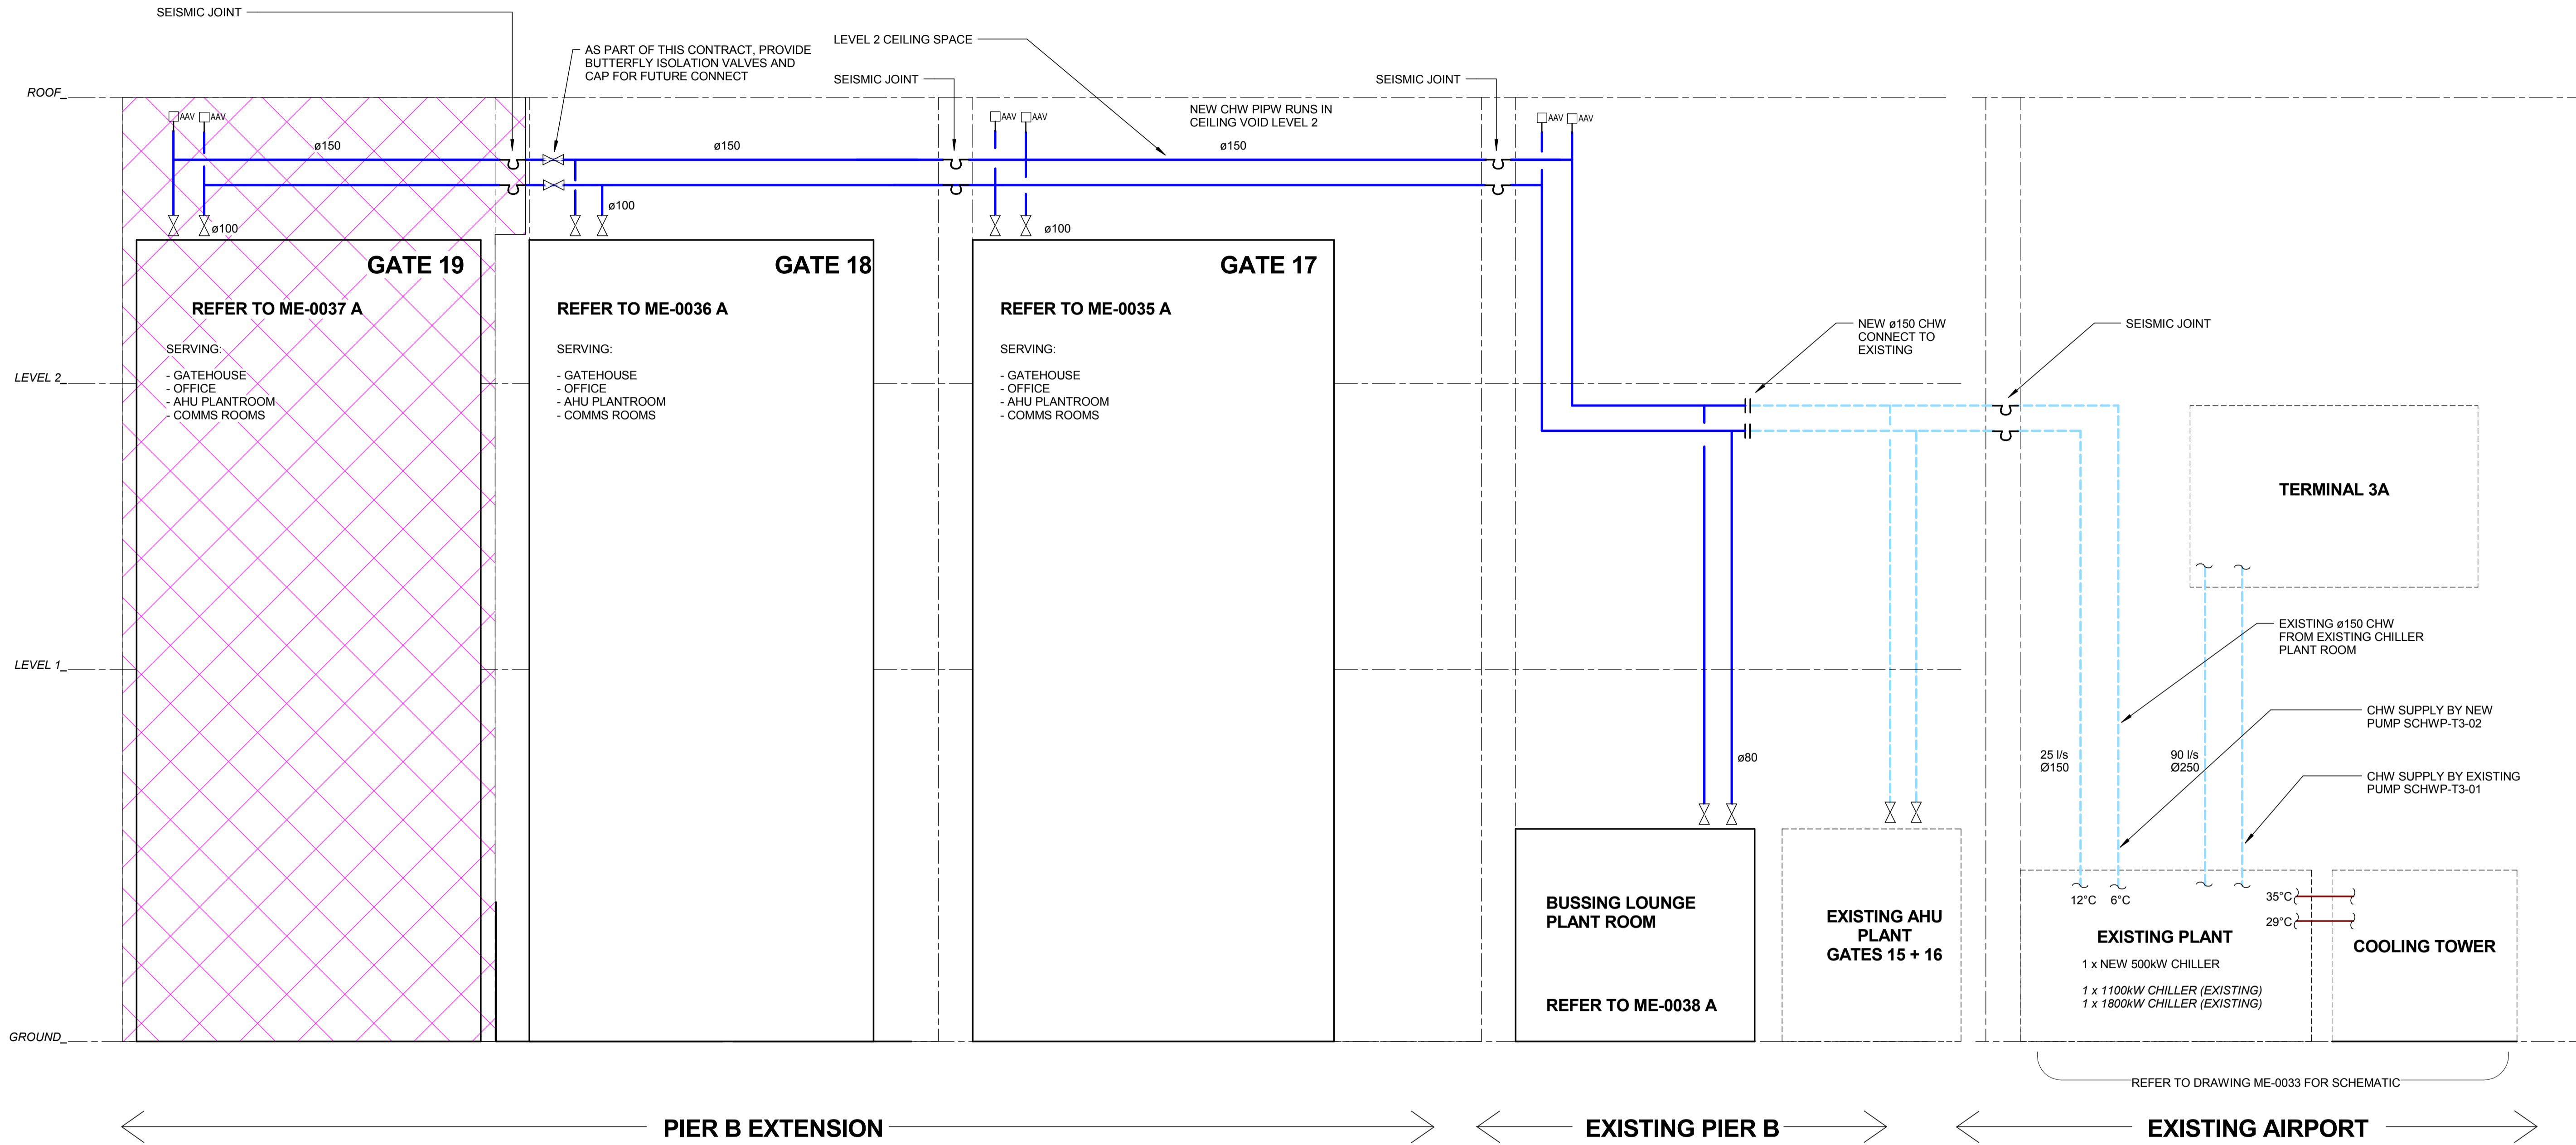 SEISMIC JOINT
AS PART OF THIS CONTRACT, PROVIDE
BUTTERFLY ISOLATION VALVES AND
CAP FOR FUTURE CONNECT
LEVEL 2 CEILING SPACE
SEISMIC JOINT
SEISMIC JOINT
NEW CHW PIPW RUNS IN
CEILING VOID LEVEL 2
ROOF
AAV
AAV
AAV
AAV
AAV
AAV
ø150
ø150
ø150
ø100
ø100
ø100
GATE 19
REFER TO ME-0037 A
SERVING:
- GATEHOUSE
- OFFICE
- AHU PLANTROOM
- COMMS ROOMS
GATE 18
REFER TO ME-0036 A
SERVING:
- GATEHOUSE
- OFFICE
- AHU PLANTROOM
- COMMS ROOMS
GATE 17
REFER TO ME-0035 A
SERVING:
- GATEHOUSE
- OFFICE
- AHU PLANTROOM
- COMMS ROOMS
NEW ø150 CHW
CONNECT TO
EXISTING
SEISMIC JOINT
LEVEL 2
TERMINAL 3A
EXISTING ø150 CHW
FROM EXISTING CHILLER
PLANT ROOM
LEVEL 1
CHW SUPPLY BY NEW
PUMP SCHWP-T3-02
ø80
25 l/s
Ø150
90 l/s
Ø250
CHW SUPPLY BY EXISTING
PUMP SCHWP-T3-01
BUSSING LOUNGE
PLANT ROOM
REFER TO ME-0038 A
EXISTING AHU
PLANT
GATES 15 + 16
12°C
6°C
35°C
29°C
EXISTING PLANT
1 x NEW 500kW CHILLER
1 x 1100kW CHILLER (EXISTING)
1 x 1800kW CHILLER (EXISTING)
COOLING TOWER
GROUND
REFER TO DRAWING ME-0033 FOR SCHEMATIC
PIER B EXTENSION
EXISTING PIER B
EXISTING AIRPORT